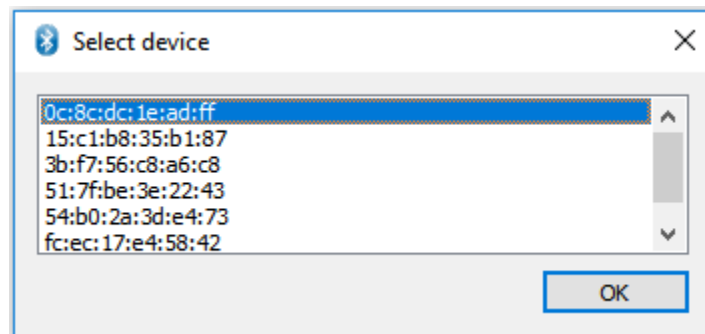 Select device
0c:8c:dc:1e:ad:ff
15:c1:b8:35:b1:87
3b:f7:56:c8:a6:c8
51:7f:be:3e:22:43
54:b0:2a:3d:e4:73
fc:ec:17:e4:58:42
OK